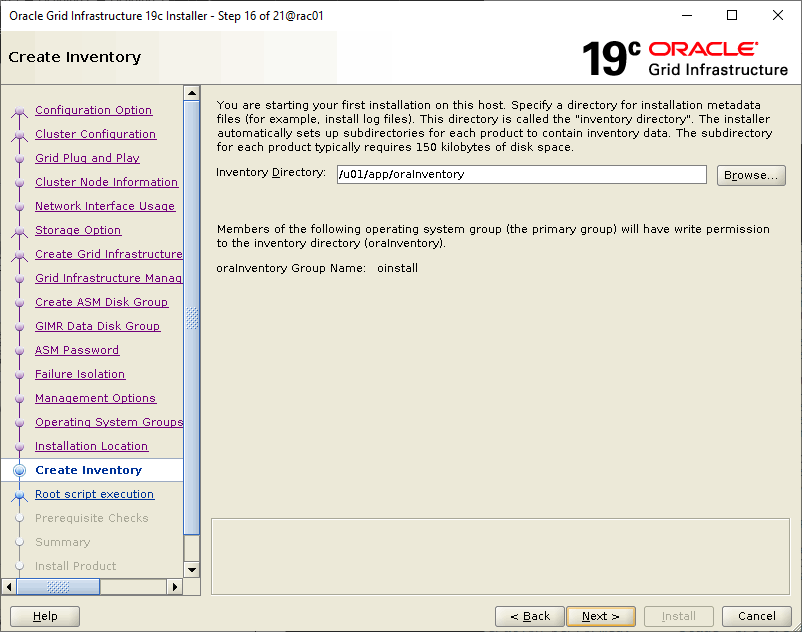 Oracle Grid Infrastructure 19c Installer - Step 16 of 21@rac01
Create Inventory
19c ORACLE
Grid Infrastructure
Configuration Option
Cluster Configuration
Grid Plug and Play
Cluster Node Information
Network Interface Usage
Storage Option
Create Grid Infrastructure
Grid Infrastructure Manag
Create ASM Disk Group
GIMR Data Disk Group
ASM Password
Failure Isolation
Management Options
Operating System Groups
Installation Location
Create Inventory
Root script execution
Prerequisite Checks
Summary
Install Product
You are starting your first installation on this host. Specify a directory for installation metadata
files (for example, install log files). This directory is called the "inventory directory". The installer
automatically sets up subdirectories for each product to contain inventory data. The subdirectory
for each product typically requires 150 kilobytes of disk space.
Inventory Directory: /u01/app/oraInventory Browse...
Members of the following operating system group (the primary group) will have write permission
to the inventory directory (oraInventory).
oraInventory Group Name: oinstall
Help < Back Next > Install Cancel